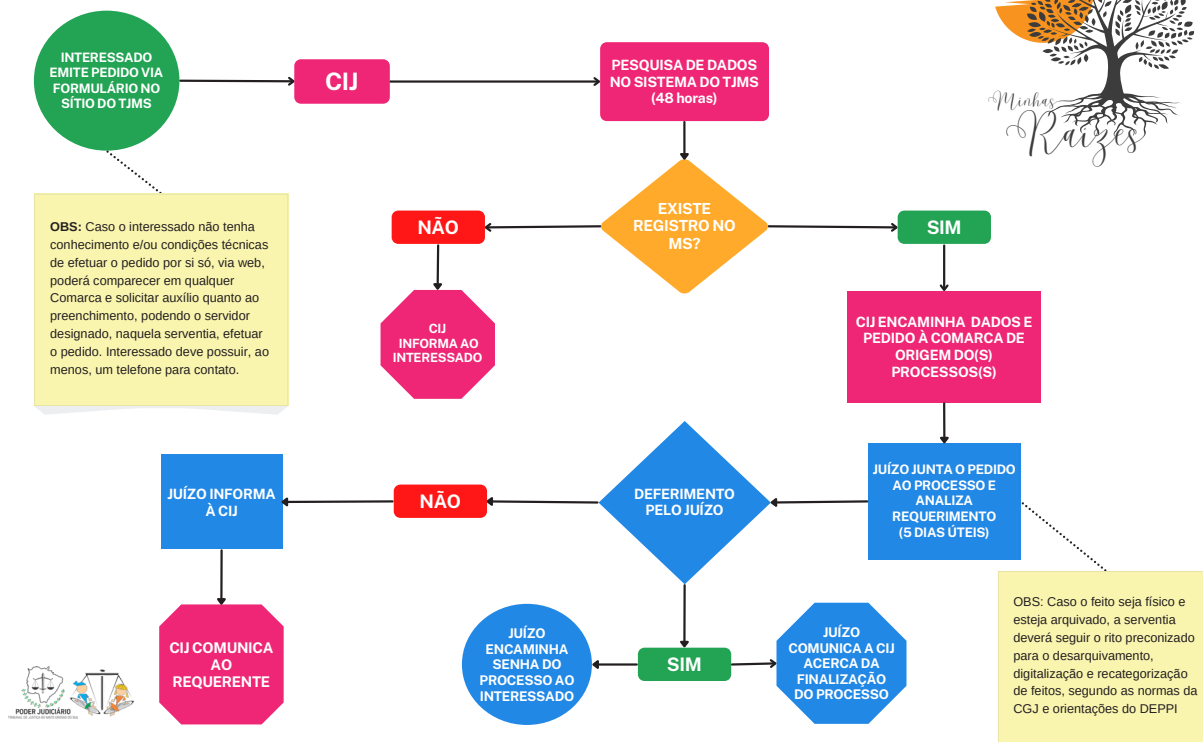 INTERESSADO
EMITE PEDIDO VIA
FORMULÁRIO NO
SÍTIO DO TJMS
CIJ
PESQUISA DE DADOS
NO SISTEMA DO TJMS
(48 horas)
Minhas
Raízes
OBS: Caso o interessado não tenha
conhecimento e/ou condições técnicas
de efetuar o pedido por si só, via web,
poderá comparecer em qualquer
Comarca e solicitar auxílio quanto ao
preenchimento, podendo o servidor
designado, naquela serventia, efetuar
o pedido. Interessado deve possuir, ao
menos, um telefone para contato.
EXISTE
REGISTRO NO
MS?
NÃO
SIM
CIJ
INFORMA AO
INTERESSADO
CIJ ENCAMINHA DADOS E
PEDIDO À COMARCA DE
ORIGEM DO(S)
PROCESSOS(S)
JUÍZO JUNTA O PEDIDO
AO PROCESSO E
ANALIZA
REQUERIMENTO
(5 DIAS ÚTEIS)
DEFERIMENTO
PELO JUÍZO
NÃO
JUÍZO INFORMA
À CIJ
CIJ COMUNICA
AO
REQUERENTE
JUÍZO
ENCAMINHA
SENHA DO
PROCESSO AO
INTERESSADO
SIM
JUÍZO
COMUNICA A CIJ
ACERCA DA
FINALIZAÇÃO
DO PROCESSO
OBS: Caso o feito seja físico e
esteja arquivado, a serventia
deverá seguir o rito preconizado
para o desarquivamento,
digitalização e recategorização
de feitos, segundo as normas da
CGJ e orientações do DEPPI
PODER JUDICIÁRIO